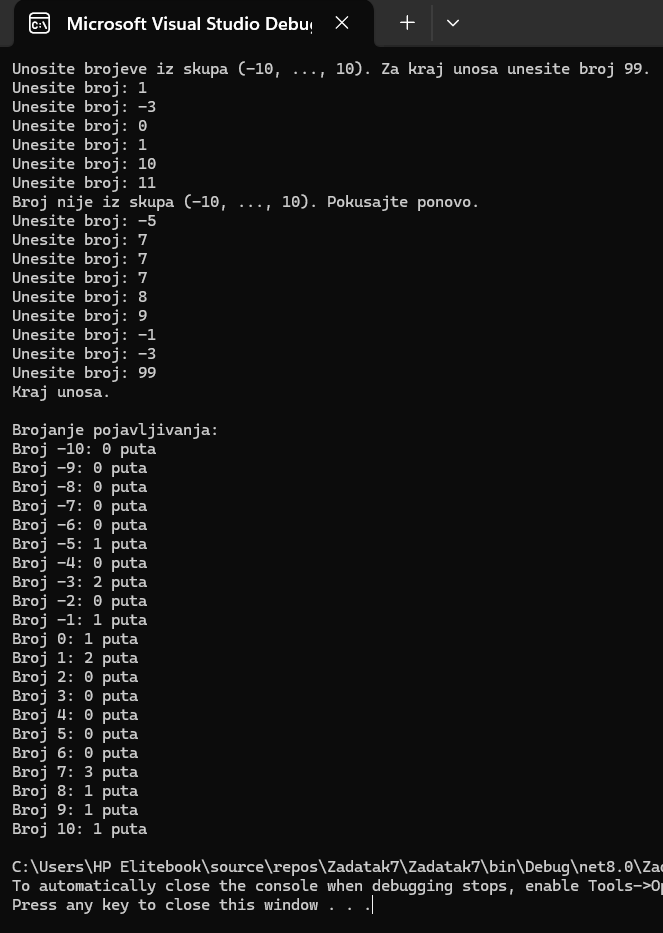 Microsoft Visual Studio Debu
Unosite brojeve iz skupa (-10, ..., 10). Za kraj unosa unesite broj 99.
Unesite broj: 1
Unesite broj: -3
Unesite broj: 0
Unesite broj: 1
Unesite broj: 10
Unesite broj: 11
Broj nije iz skupa (-10, ..., 10). Pokusajte ponovo.
Unesite broj: -5
Unesite broj: 7
Unesite broj: 7
Unesite broj: 7
Unesite broj: 8
Unesite broj: 9
Unesite broj: -1
Unesite broj: -3
Unesite broj: 99
Kraj unosa.
Brojanje pojavljivanja:
Broj -10: 0 puta
Broj -9: 0 puta
Broj -8: 0 puta
Broj -7: 0 puta
Broj -6: 0 puta
Broj -5: 1 puta
Broj -4: 0 puta
Broj -3: 2 puta
Broj -2: 0 puta
Broj -1: 1 puta
Broj 0: 1 puta
Broj 1: 2 puta
Broj 2: 0 puta
Broj 3: 0 puta
Broj 4: 0 puta
Broj 5: 0 puta
Broj 6: 0 puta
Broj 7: 3 puta
Broj 8: 1 puta
Broj 9: 1 puta
Broj 10: 1 puta
C:\Users\HP Elitebook\source\repos\Zadatak7\Zadatak7\bin\Debug\net8.0\Za
To automatically close the console when debugging stops, enable Tools->Op
Press any key to close this window . . .